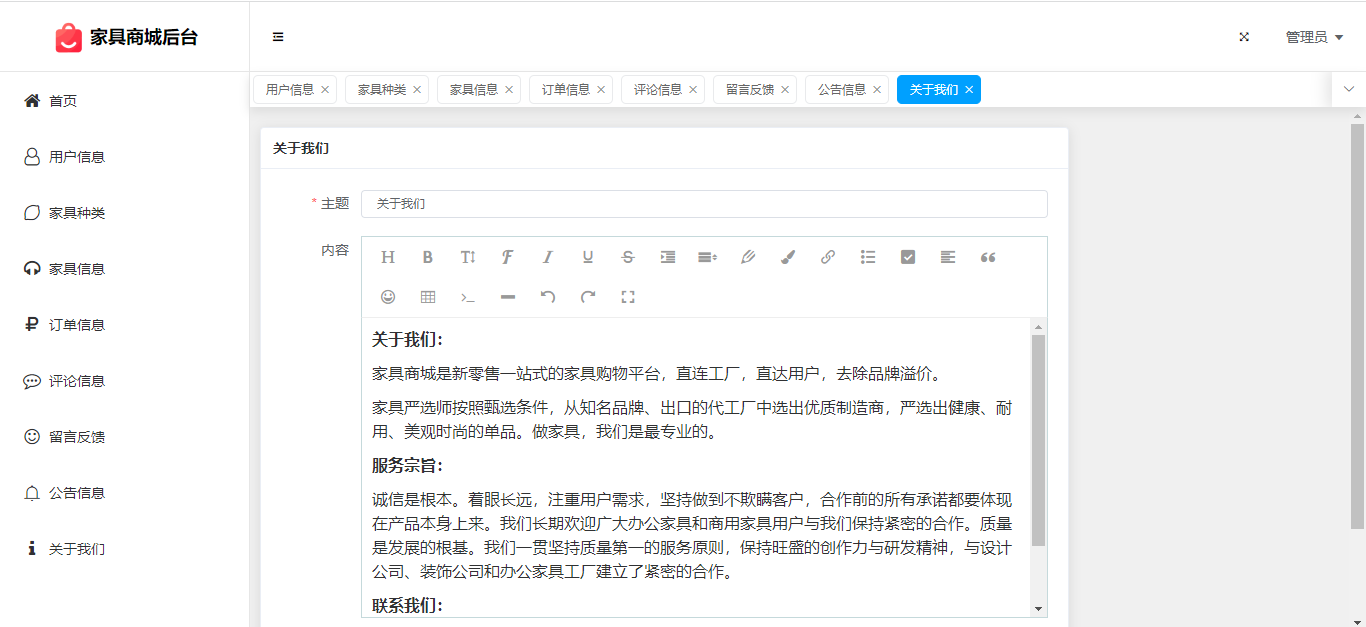 家具商城后台
管理员
首页
用户信息
家具种类
家具信息
订单信息
评论信息
留言反馈
公告信息
关于我们
用户信息 家具种类 家具信息 订单信息 评论信息 留言反馈 公告信息 关于我们
关于我们
* 主题 关于我们
内容
关于我们：
家具商城是新零售一站式的家具购物平台，直连工厂，直达用户，去除品牌溢价。
家具严选师按照甄选条件，从知名品牌、出口的代工厂中选出优质制造商，严选出健康、耐
用、美观时尚的单品。做家具，我们是最专业的。
服务宗旨：
诚信是根本。着眼长远，注重用户需求，坚持做到不欺瞒客户，合作前的所有承诺都要体现
在产品本身上来。我们长期欢迎广大办公家具和商用家具用户与我们保持紧密的合作。质量
是发展的根基。我们一贯坚持质量第一的服务原则，保持旺盛的创作力与研发精神，与设计
公司、装饰公司和办公家具工厂建立了紧密的合作。
联系我们：